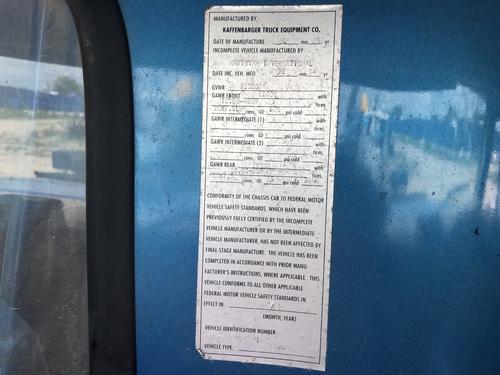 MANUFACTURED BY
KAFFENBARGER TRUCK EQUIPMENT CO.
DATE OF MANUFACTURE mo yr
INCOMPLETE VEHICLE MANUFACTURED BY
NAVISTAR INTERNATIONAL
DATE INC. VEH. MFD. mo yr
GVWR
GAWR FRONT with
tires,
rims, @ psi cold
GAWR INTERMEDIATE (1) with
tires,
rims, @ psi cold
GAWR INTERMEDIATE (2) with
tires,
rims, @ psi cold
GAWR REAR with
tires,
rims, @ psi cold
CONFORMITY OF THE CHASSIS-CAB TO FEDERAL MOTOR
VEHICLE SAFETY STANDARDS, WHICH HAVE BEEN
PREVIOUSLY FULLY CERTIFIED BY THE INCOMPLETE
VEHICLE MANUFACTURER OR BY THE INTERMEDIATE
VEHICLE MANUFACTURER, HAS NOT BEEN AFFECTED BY
FINAL-STAGE MANUFACTURE. THE VEHICLE HAS BEEN
COMPLETED IN ACCORDANCE WITH PRIOR MANU-
FACTURER'S INSTRUCTIONS, WHERE APPLICABLE. THIS
VEHICLE CONFORMS TO ALL OTHER APPLICABLE
FEDERAL MOTOR VEHICLE SAFETY STANDARDS IN
EFFECT IN
(MONTH, YEAR)
VEHICLE IDENTIFICATION NUMBER:
VEHICLE TYPE: